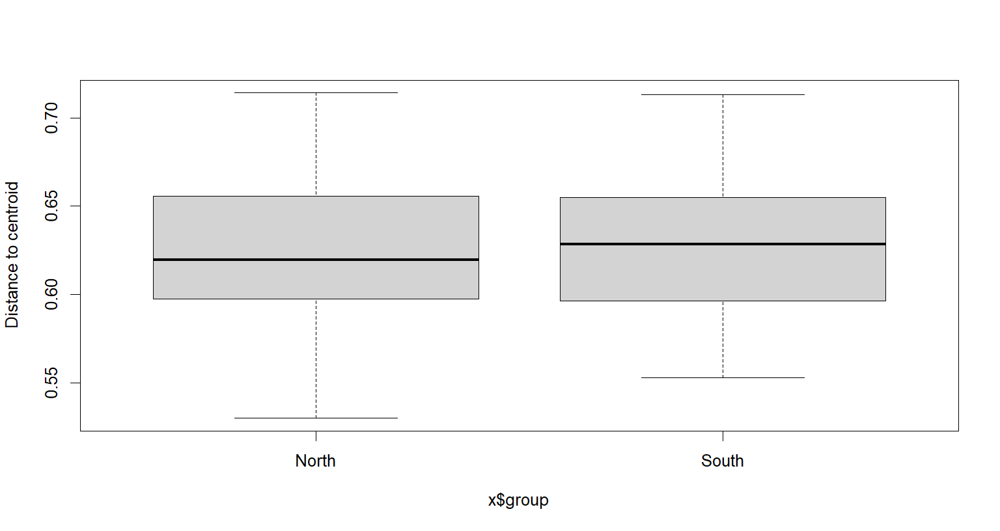 Distance to centroid
0.70
0.65
0.60
0.55
North
South
x$group